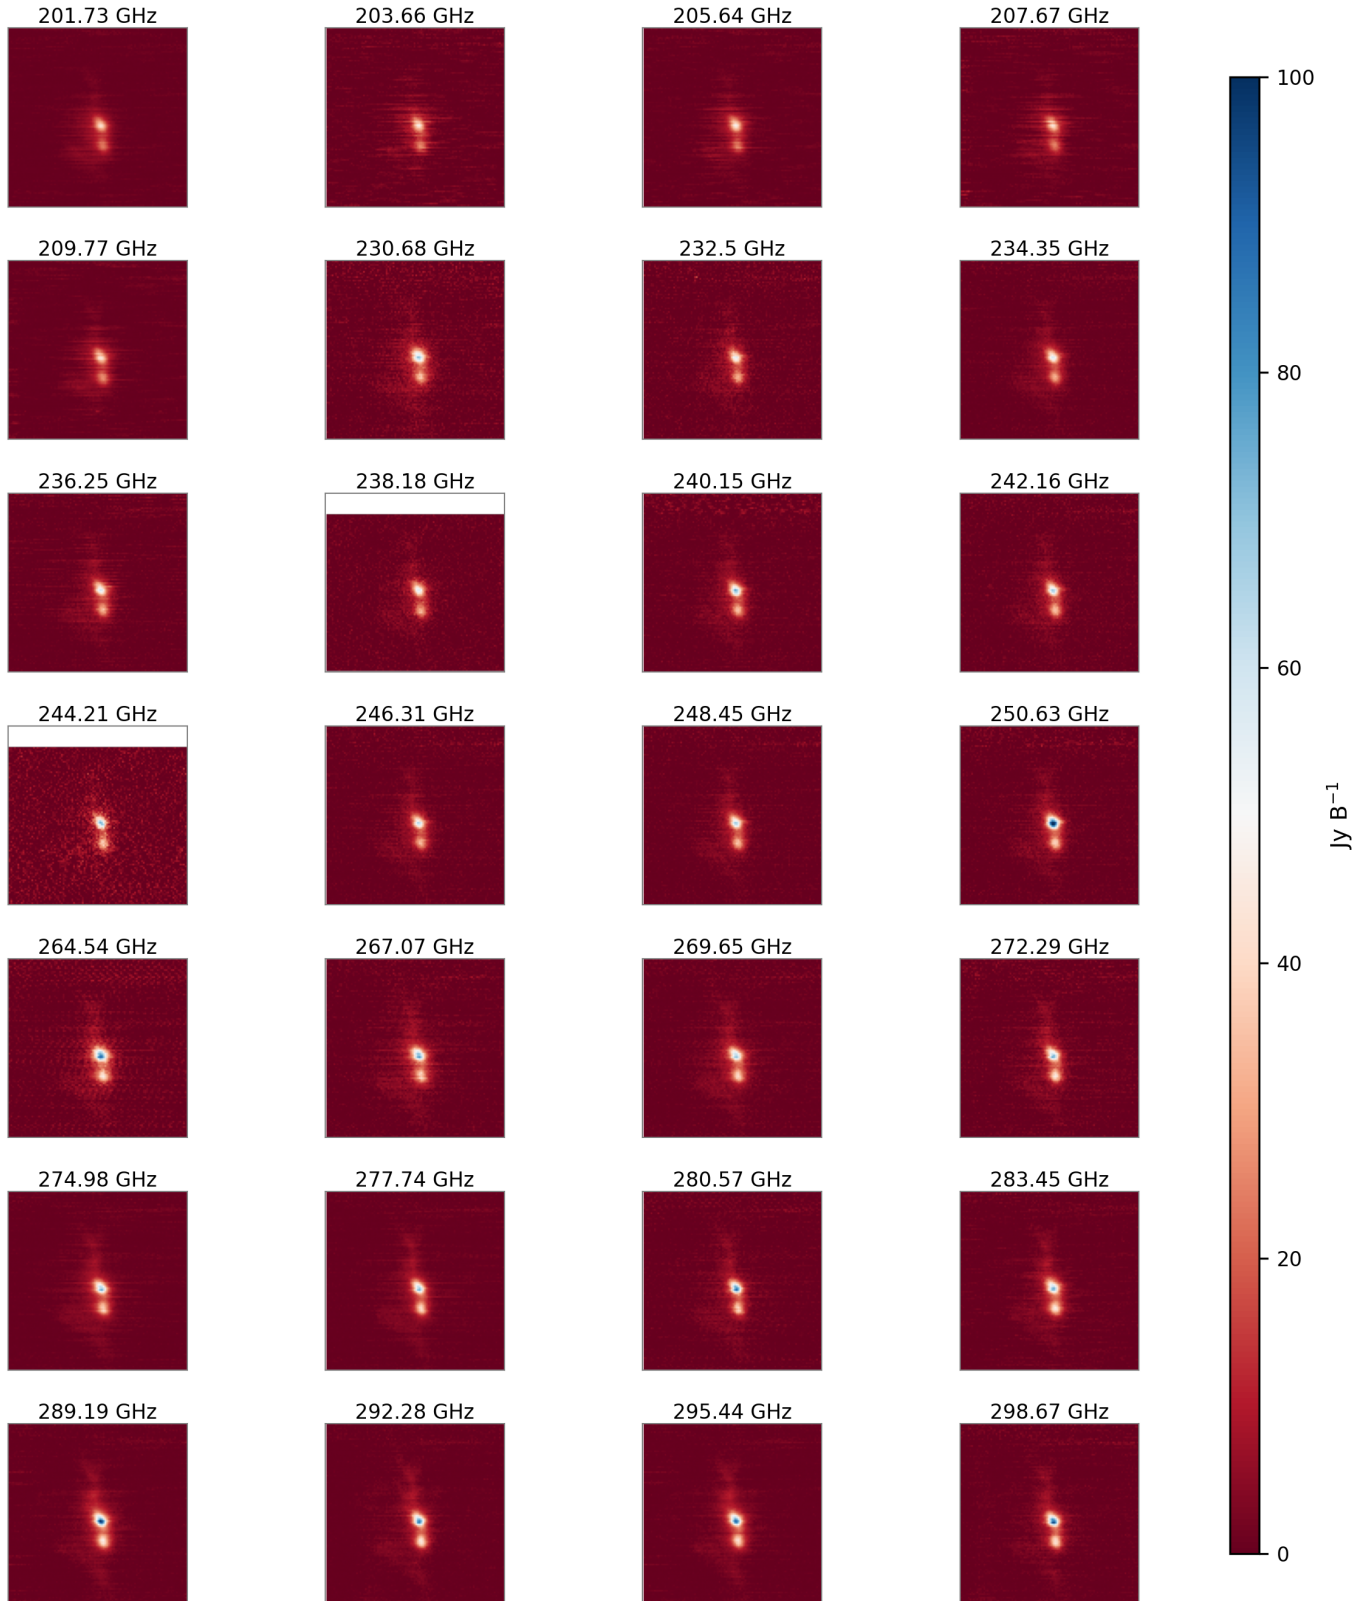 201.73 GHz
203.66 GHz
205.64 GHz
207.67 GHz
209.77 GHz
230.68 GHz
232.5 GHz
234.35 GHz
236.25 GHz
238.18 GHz
240.15 GHz
242.16 GHz
244.21 GHz
246.31 GHz
248.45 GHz
250.63 GHz
264.54 GHz
267.07 GHz
269.65 GHz
272.29 GHz
274.98 GHz
277.74 GHz
280.57 GHz
283.45 GHz
289.19 GHz
292.28 GHz
295.44 GHz
298.67 GHz
100
80
60
40
20
0
Jy B⁻¹